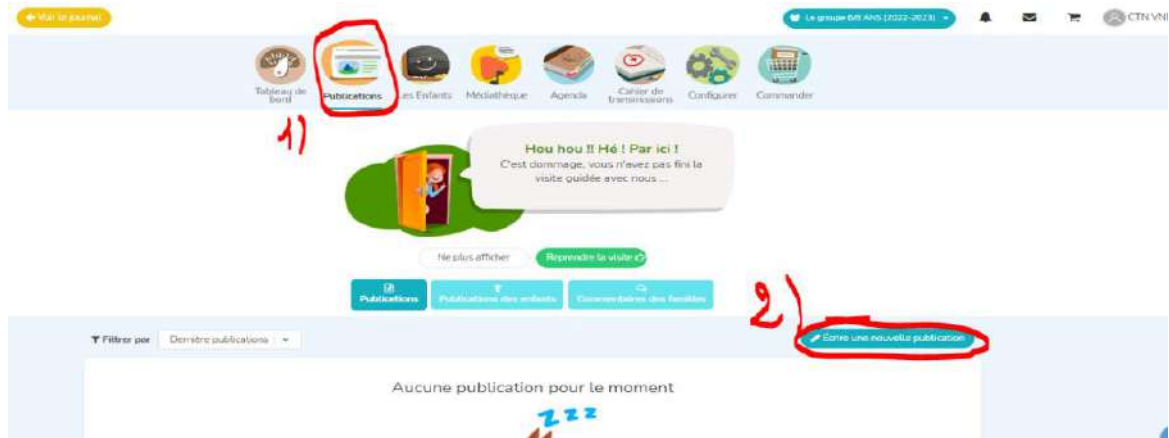 Voir le journal
Le groupe 6/8 ANS (2022-2023)
CTN VNI
Tableau de bord
Publications
Les Enfants
Médiathèque
Agenda
Cahier de transmissions
Configurer
Commander
1)
Hou hou !! Hé ! Par ici !
C'est dommage, vous n'avez pas fini la
visite guidée avec nous ...
Ne plus afficher
Reprendre la visite
Publications
Publications des enfants
Commentaires des familles
2)
Filtrer par
Dernière publications
Ecrire une nouvelle publication
Aucune publication pour le moment
Z Z Z